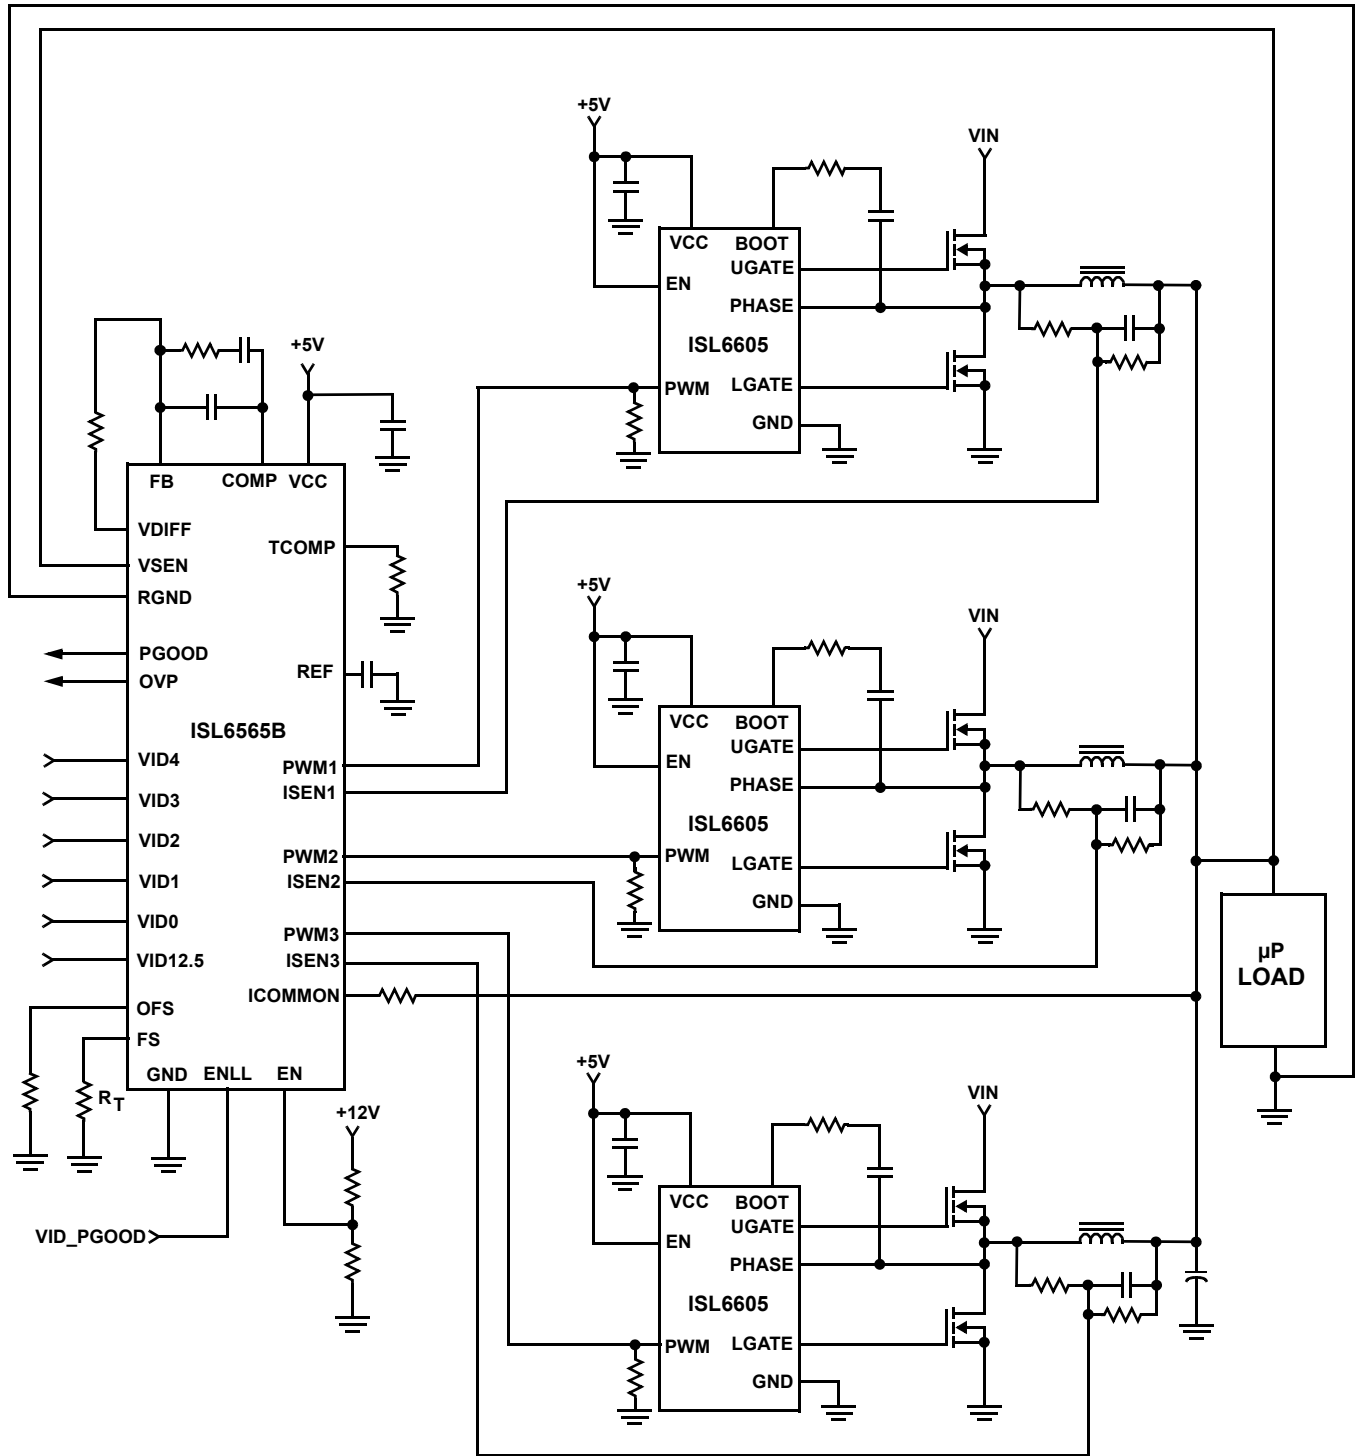 +5V
VIN
VCC
BOOT
UGATE
EN
PHASE
ISL6605
PWM
LGATE
GND
+5V
FB
COMP
VCC
VDIFF
TCOMP
VSEN
RGND
PGOOD
REF
OVP
ISL6565B
VID4
PWM1
ISEN1
VID3
VID2
PWM2
VID1
ISEN2
VID0
PWM3
VID12.5
ISEN3
ICOMMON
OFS
FS
GND
ENLL
EN
RT
+12V
VID_PGOOD
+5V
VIN
VCC
BOOT
UGATE
EN
PHASE
ISL6605
PWM
LGATE
GND
µP
LOAD
+5V
VIN
VCC
BOOT
UGATE
EN
PHASE
ISL6605
PWM
LGATE
GND